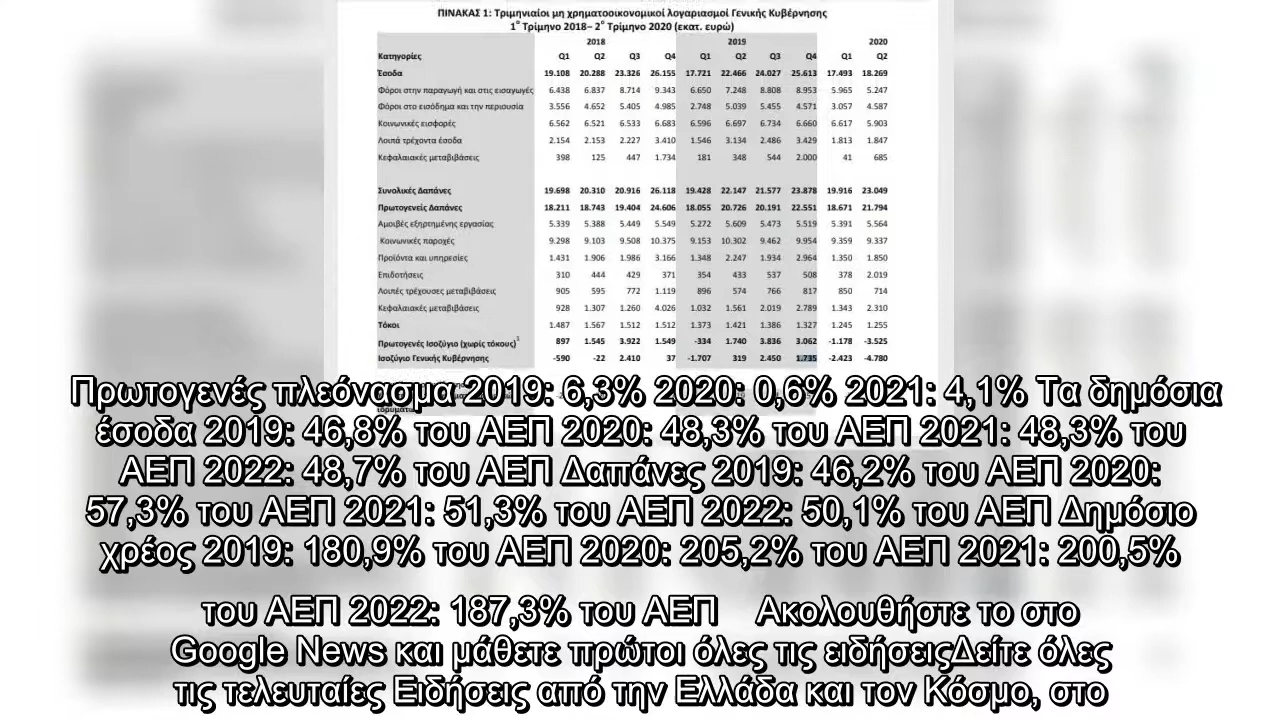 ΠΙΝΑΚΑΣ 1: Τριμηνιαίοι μη χρηματοοικονομικοί λογαριασμοί Γενικής Κυβέρνησης
1ο Τρίμηνο 2018– 2ο Τρίμηνο 2020 (εκατ. ευρώ)
2018 2019 2020
Κατηγορίες Q1 Q2 Q3 Q4 Q1 Q2 Q3 Q4 Q1 Q2
Έσοδα 19.108 20.288 23.326 26.155 17.721 22.466 24.027 25.613 17.493 18.269
Φόροι στην παραγωγή και στις εισαγωγές 6.438 6.837 8.714 9.343 6.650 7.248 8.808 8.953 5.965 5.247
Φόροι στο εισόδημα και την περιουσία 3.556 4.652 5.405 4.985 2.748 5.039 5.455 4.571 3.057 4.587
Κοινωνικές εισφορές 6.562 6.521 6.533 6.683 6.596 6.697 6.734 6.660 6.617 5.903
Λοιπά τρέχοντα έσοδα 2.154 2.153 2.227 3.410 1.546 3.134 2.486 3.429 1.813 1.847
Κεφαλαιακές μεταβιβάσεις 398 125 447 1.734 181 348 544 2.000 41 685
Συνολικές Δαπάνες 19.698 20.310 20.916 26.118 19.428 22.147 21.577 23.878 19.916 23.049
Πρωτογενείς Δαπάνες 18.211 18.743 19.404 24.606 18.055 20.726 20.191 22.551 18.671 21.794
Αμοιβές εξηρτημένης εργασίας 5.339 5.388 5.449 5.549 5.272 5.609 5.473 5.519 5.391 5.564
Κοινωνικές παροχές 9.298 9.103 9.508 10.375 9.153 10.302 9.462 9.954 9.359 9.337
Προϊόντα και υπηρεσίες 1.431 1.906 1.986 3.166 1.348 2.247 1.934 2.964 1.350 1.850
Επιδοτήσεις 310 444 429 371 354 433 537 508 378 2.019
Λοιπές τρέχουσες μεταβιβάσεις 905 595 772 1.119 896 574 766 817 850 714
Κεφαλαιακές μεταβιβάσεις 928 1.307 1.260 4.026 1.032 1.561 2.019 2.789 1.343 2.310
Τόκοι 1.487 1.567 1.512 1.512 1.373 1.421 1.386 1.327 1.245 1.255
Πρωτογενές Ισοζύγιο (χωρίς τόκους)1 897 1.545 3.922 1.549 -334 1.740 3.836 3.062 -1.178 -3.525
Ισοζύγιο Γενικής Κυβέρνησης -590 -22 2.410 37 -1.707 319 2.450 1.735 -2.423 -4.780
Πρωτογενές πλεόνασμα 2019: 6,3% 2020: 0,6% 2021: 4,1% Τα δημόσια
έσοδα 2019: 46,8% του ΑΕΠ 2020: 48,3% του ΑΕΠ 2021: 48,3% του
ΑΕΠ 2022: 48,7% του ΑΕΠ Δαπάνες 2019: 46,2% του ΑΕΠ 2020:
57,3% του ΑΕΠ 2021: 51,3% του ΑΕΠ 2022: 50,1% του ΑΕΠ Δημόσιο
χρέος 2019: 180,9% του ΑΕΠ 2020: 205,2% του ΑΕΠ 2021: 200,5%
του ΑΕΠ 2022: 187,3% του ΑΕΠ Ακολουθήστε το στο
Google News και μάθετε πρώτοι όλες τις ειδήσειςΔείτε όλες
τις τελευταίες Ειδήσεις από την Ελλάδα και τον Κόσμο, στο